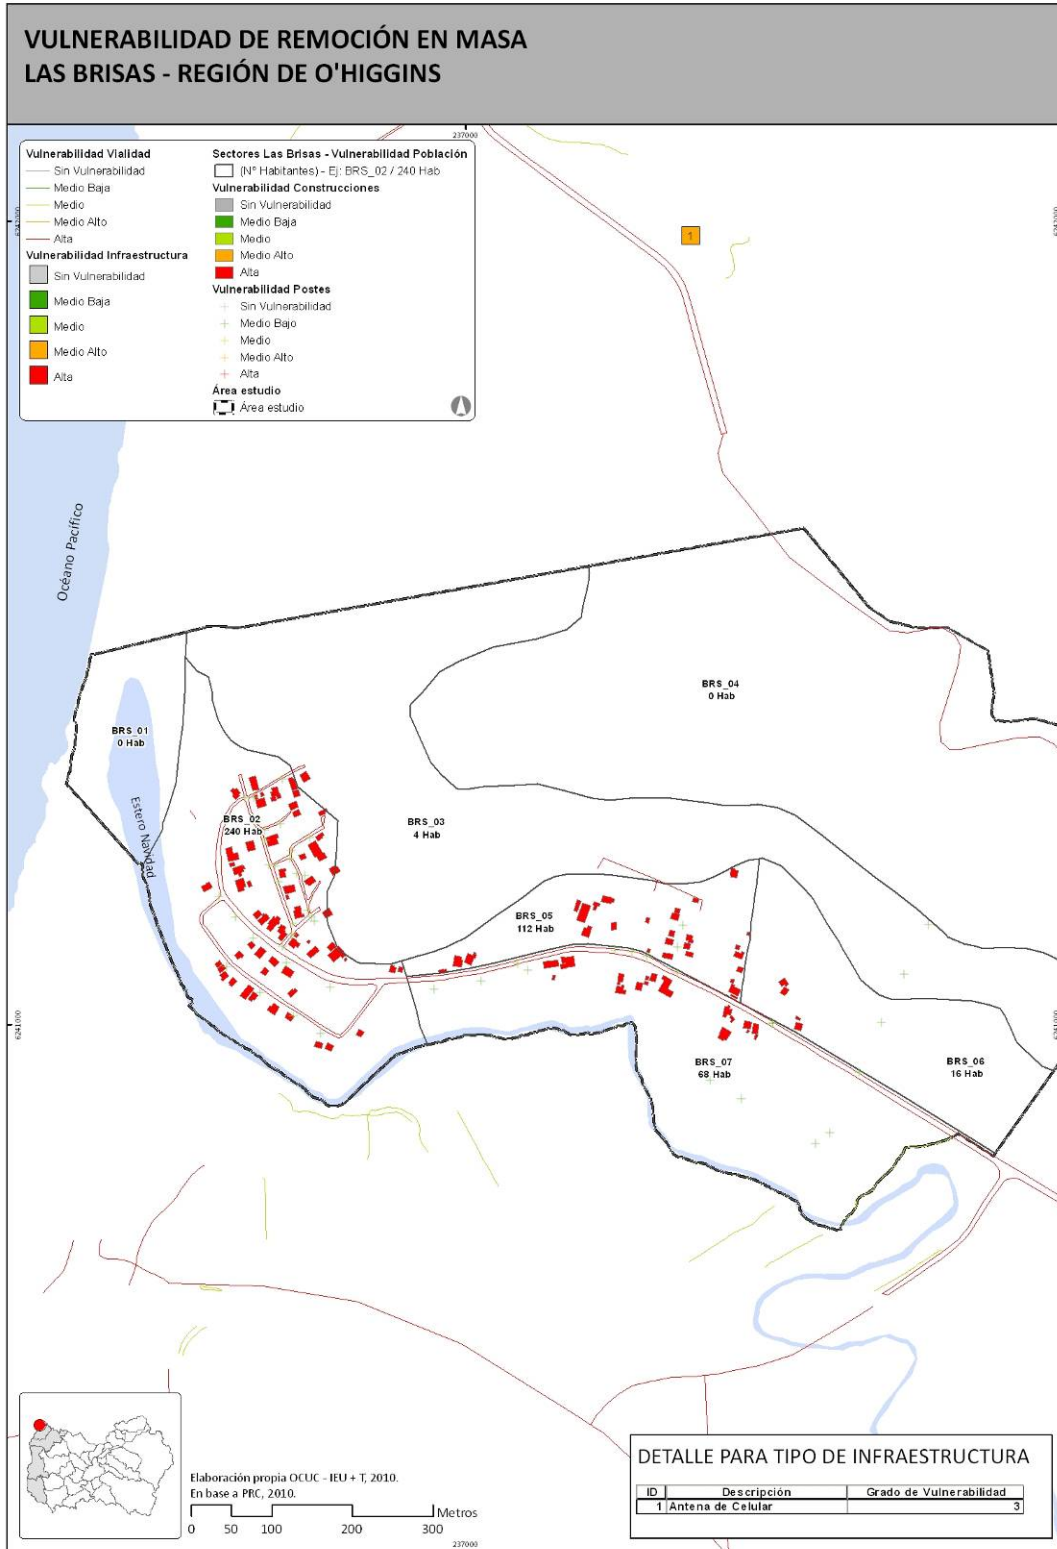 VULNERABILIDAD DE REMOCIÓN EN MASA
LAS BRISAS - REGIÓN DE O'HIGGINS
237000
Vulnerabilidad Vialidad
Sin Vulnerabilidad
Medio Baja
Medio
Medio Alto
Alta
Vulnerabilidad Infraestructura
Sin Vulnerabilidad
Medio Baja
Medio
Medio Alto
Alta
Sectores Las Brisas - Vulnerabilidad Población
(N° Habitantes) - Ej: BRS_02 / 240 Hab
Vulnerabilidad Construcciones
Sin Vulnerabilidad
Medio Baja
Medio
Medio Alto
Alta
Vulnerabilidad Postes
Sin Vulnerabilidad
Medio Bajo
Medio
Medio Alto
Alta
Área estudio
Área estudio
6242000
6242000
1
Océano Pacífico
BRS_04
0 Hab
BRS_01
0 Hab
Estero Navidad
BRS_02
240 Hab
BRS_03
4 Hab
BRS_05
112 Hab
6241000
6241000
BRS_07
68 Hab
BRS_06
16 Hab
Elaboración propia OCUC - IEU + T, 2010.
En base a PRC, 2010.
Metros
0 50 100 200 300
237000
DETALLE PARA TIPO DE INFRAESTRUCTURA
ID Descripción Grado de Vulnerabilidad
1 Antena de Celular 3